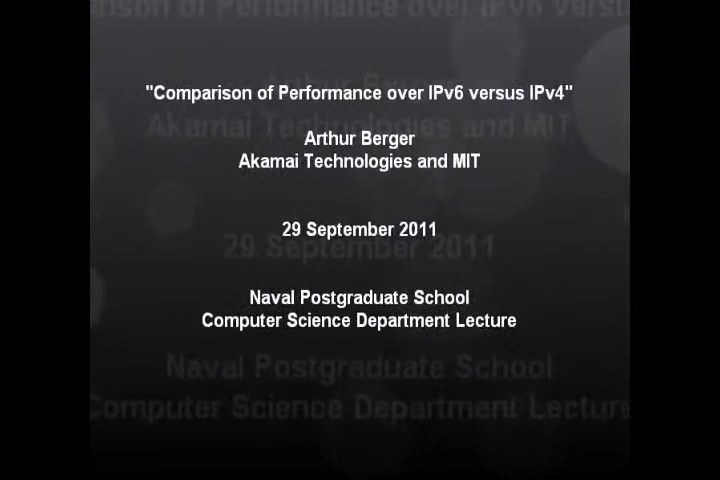 "Comparison of Performance over IPv6 versus IPv4"
Arthur Berger
Akamai Technologies and MIT
29 September 2011
Naval Postgraduate School
Computer Science Department Lecture